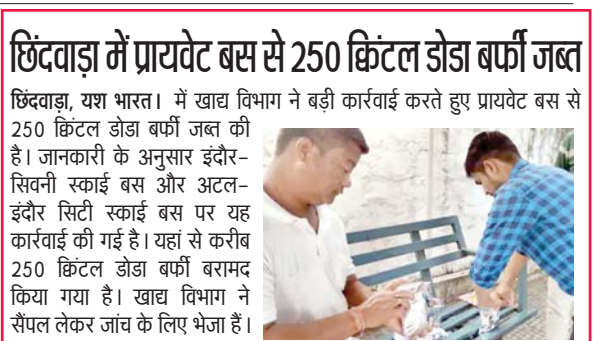 छिंदवाड़ा में प्रायवेट बस से 250 क्विंटल डोडा बर्फी जब्त
छिंदवाड़ा, यश भारत। में खाद्य विभाग ने बड़ी कार्रवाई करते हुए प्रायवेट बस से
250 क्विंटल डोडा बर्फी जब्त की
है। जानकारी के अनुसार इंदौर-
सिवनी स्काई बस और अटल-
इंदौर सिटी स्काई बस पर यह
कार्रवाई की गई है। यहां से करीब
250 क्विंटल डोडा बर्फी बरामद
किया गया है। खाद्य विभाग ने
सैंपल लेकर जांच के लिए भेजा हैं।